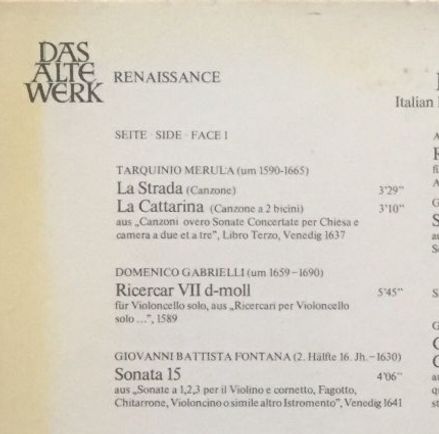 DAS
ALTE
WERK
RENAISSANCE
Italian
SEITE · SIDE · FACE I
TARQUINIO MERULA (um 1590-1665)
La Strada (Canzone) 3'29"
La Cattarina (Canzone a 2 bicini) 3'10"
aus „Canzoni overo Sonate Concertate per Chiesa e
camera a due et a tre", Libro Terzo, Venedig 1637
DOMENICO GABRIELLI (um 1659-1690)
Ricercar VII d-moll 5'45"
für Violoncello solo, aus „Ricercari per Violoncello
solo ...", 1589
GIOVANNI BATTISTA FONTANA (2. Hälfte 16. Jh. – 1630)
Sonata 15 4'06"
aus „Sonate a 1,2,3 per il Violino e cornetto, Fagotto,
Chitarrone, Violoncino o simile altro Istromento", Venedig 1641